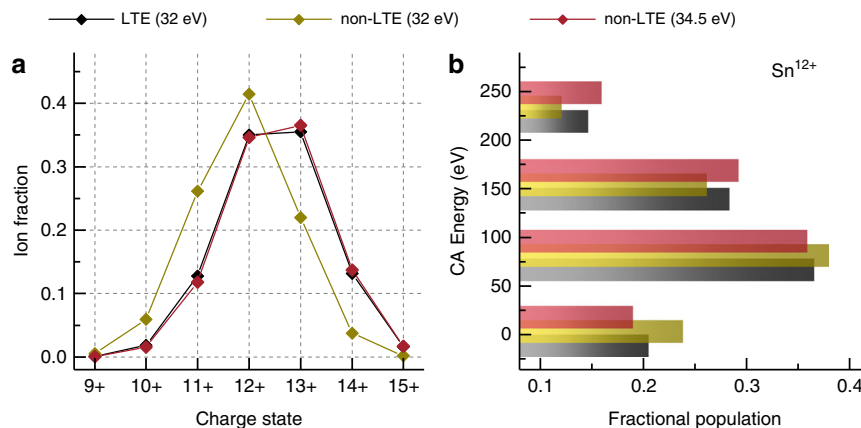 LTE (32 eV) non-LTE (32 eV) non-LTE (34.5 eV)
a
0.4
0.3
0.2
0.1
0.0
Ion fraction
9+ 10+ 11+ 12+ 13+ 14+ 15+
Charge state
b
Sn¹²⁺
250
200
150
100
50
0
CA Energy (eV)
0.1 0.2 0.3 0.4
Fractional population